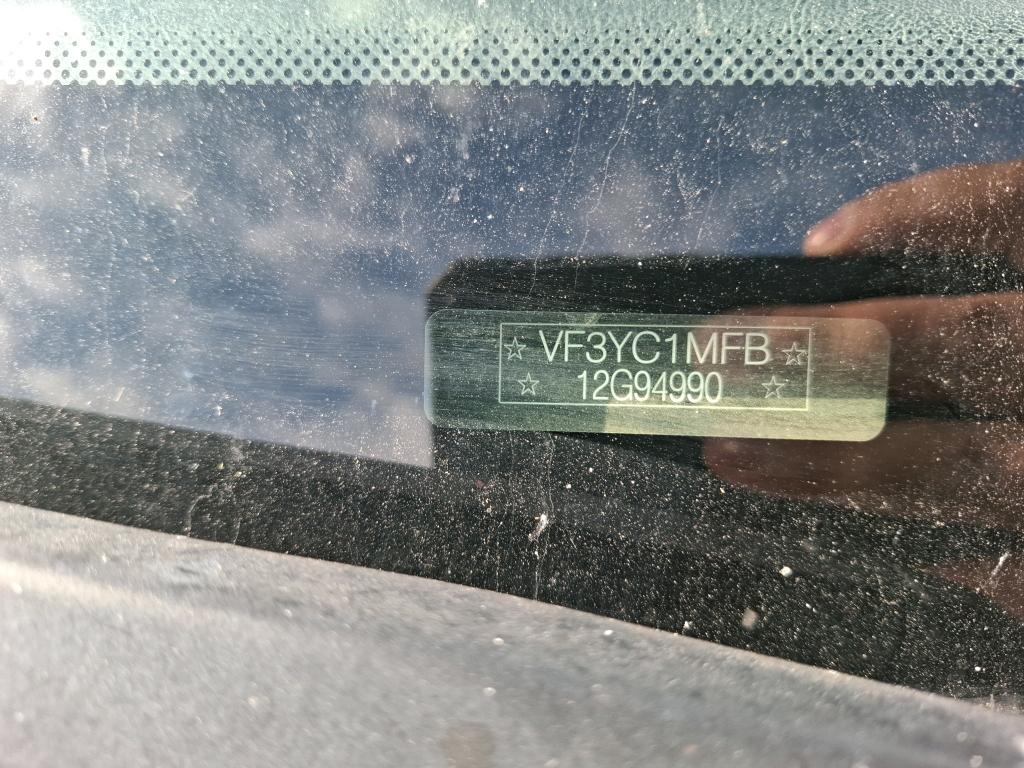 ☆ VF3YC1MFB ☆
☆ 12G94990 ☆